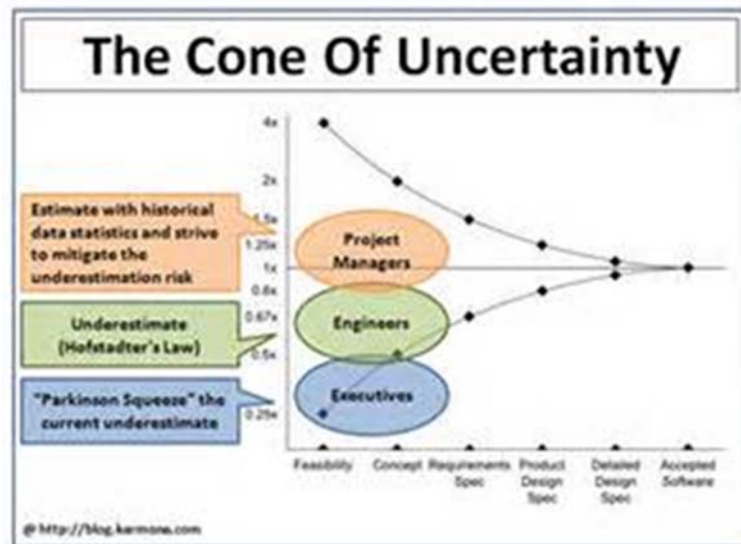 The Cone Of Uncertainty
4x
2x
1.5x
1.25x
1x
0.8x
0.67x
0.5x
0.25x
Estimate with historical
data statistics and strive
to mitigate the
underestimation risk
Underestimate
(Hofstadter's Law)
"Parkinson Squeeze" the
current underestimate
Project
Managers
Engineers
Executives
Feasibility
Concept
Requirements
Spec
Product
Design
Spec
Detailed
Design
Spec
Accepted
Software
@ http://blog.karmona.com